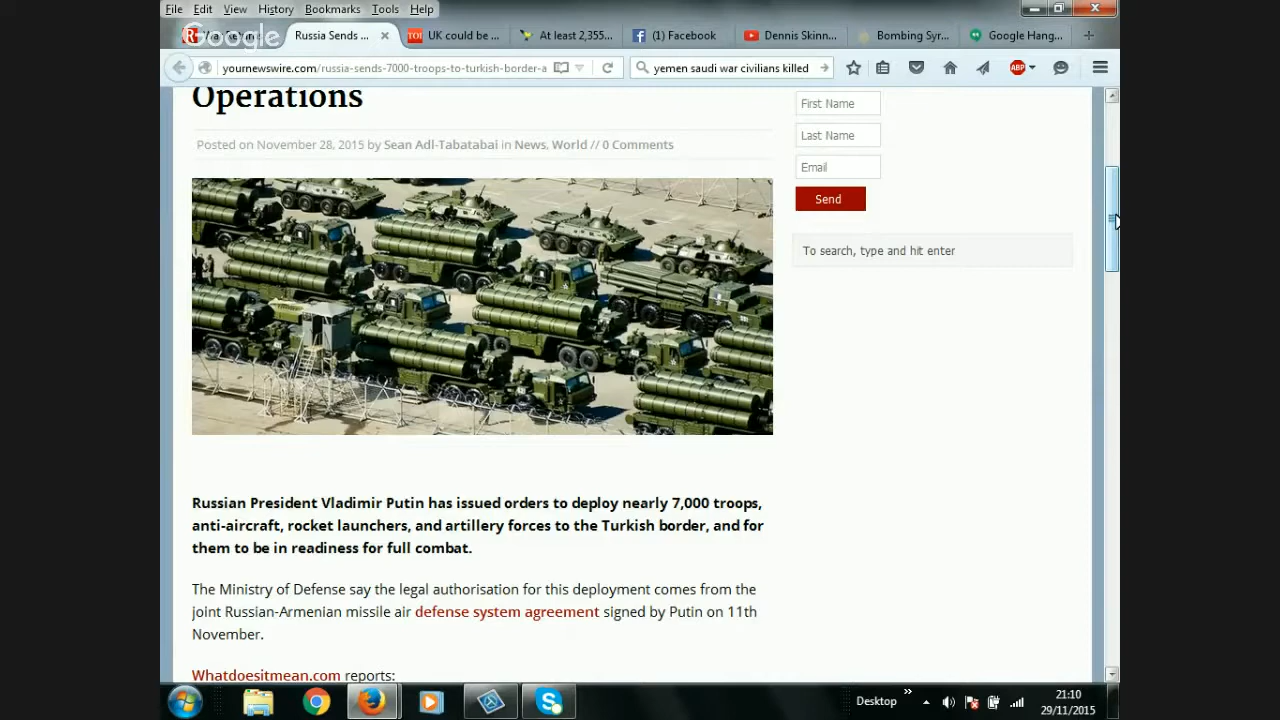 File Edit View History Bookmarks Tools Help
Google
Russia Sends ... UK could be ... At least 2,355... (1) Facebook Dennis Skinn... Bombing Syr... Google Hang...
yournewswire.com/russia-sends-7000-troops-to-turkish-border-a yemen saudi war civilians killed ABP
Operations
Posted on November 28, 2015 by Sean Adl-Tabatabai in News, World // 0 Comments
First Name
Last Name
Email
Send
To search, type and hit enter
Russian President Vladimir Putin has issued orders to deploy nearly 7,000 troops,
anti-aircraft, rocket launchers, and artillery forces to the Turkish border, and for
them to be in readiness for full combat.
The Ministry of Defense say the legal authorisation for this deployment comes from the
joint Russian-Armenian missile air defense system agreement signed by Putin on 11th
November.
Whatdoesitmean.com reports:
Desktop
21:10
29/11/2015